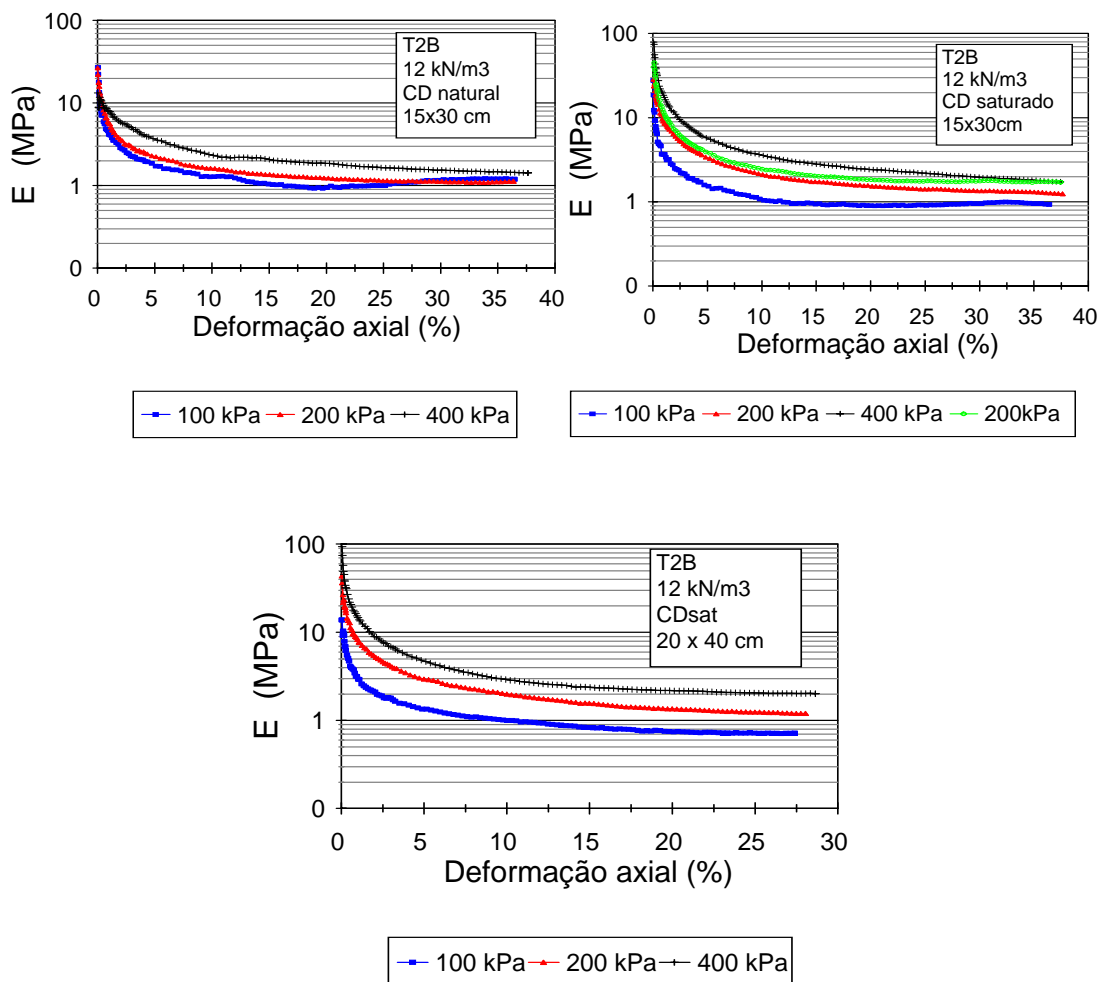 100
10
1
0
E (MPa)
T2B
12 kN/m3
CD natural
15x30 cm
0 5 10 15 20 25 30 35 40
Deformação axial (%)
100 kPa 200 kPa 400 kPa
100
10
1
0
E (MPa)
T2B
12 kN/m3
CD saturado
15x30cm
0 5 10 15 20 25 30 35 40
Deformação axial (%)
100 kPa 200 kPa 400 kPa 200kPa
100
10
1
0
E (MPa)
T2B
12 kN/m3
CDsat
20 x 40 cm
0 5 10 15 20 25 30
Deformação axial (%)
100 kPa 200 kPa 400 kPa